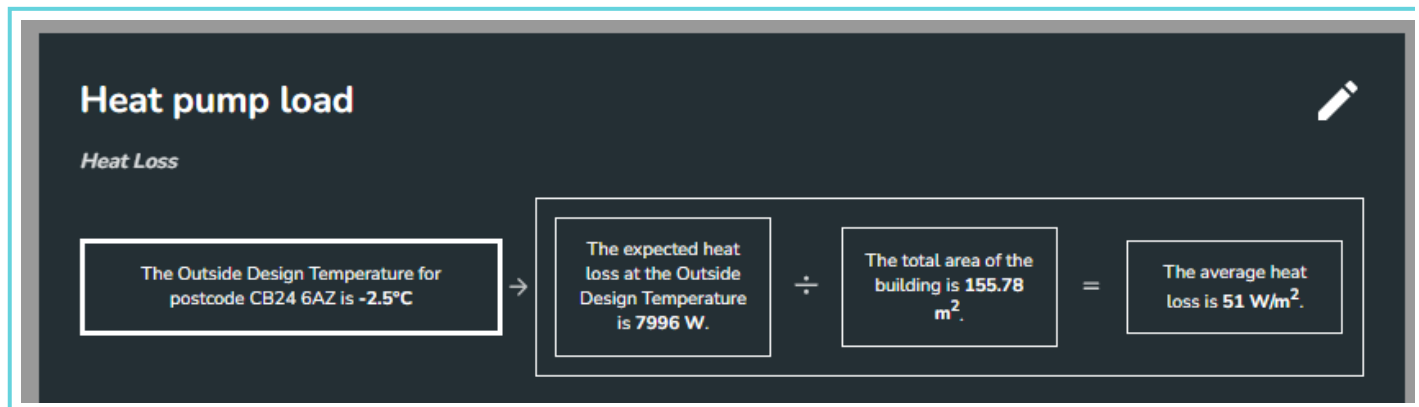 Heat pump load
Heat Loss
The Outside Design Temperature for
postcode CB24 6AZ is -2.5°C
→
The expected heat
loss at the Outside
Design Temperature
is 7996 W.
÷
The total area of the
building is 155.78
m².
=
The average heat
loss is 51 W/m².